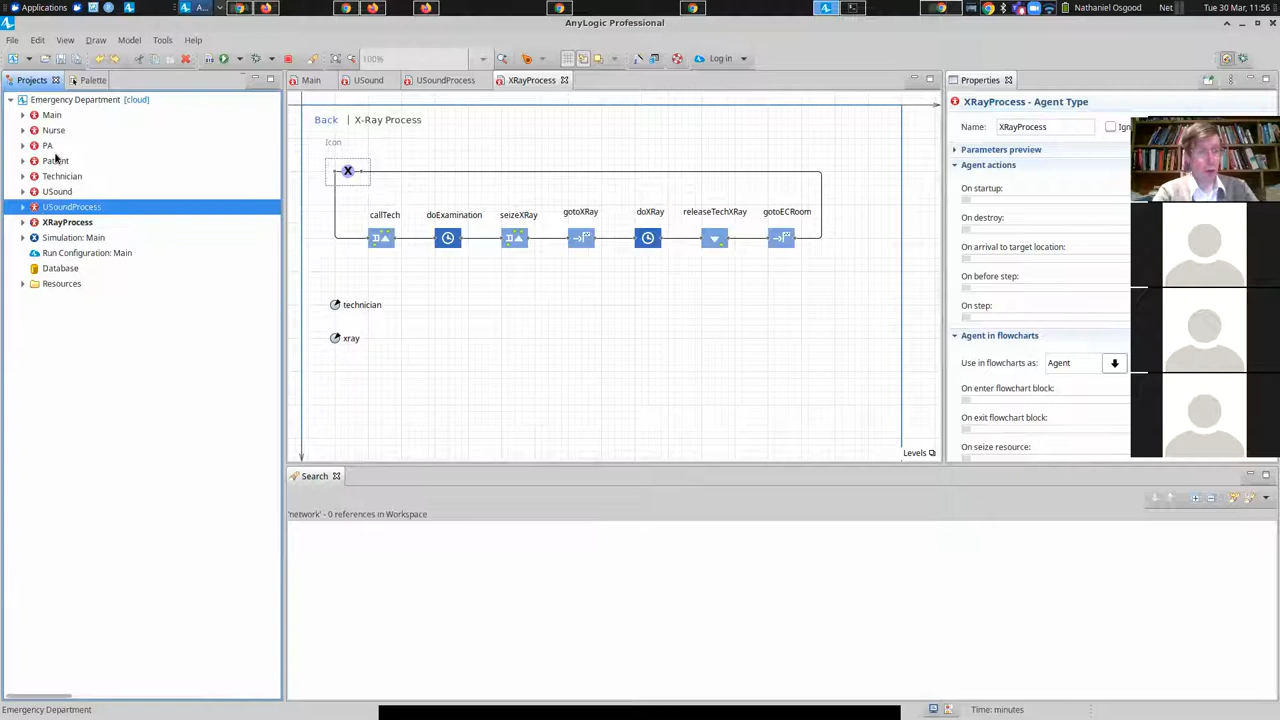 Applications
A...
Nathaniel Osgood
Net
Tue 30 Mar, 11:56
AnyLogic Professional
File Edit View Draw Model Tools Help
100%
Log in
Projects
Palette
Main
USound
USoundProcess
XRayProcess
Properties
Emergency Department [cloud]
Main
Nurse
PA
Patient
Technician
USound
USoundProcess
XRayProcess
Simulation: Main
Run Configuration: Main
Database
Resources
Back | X-Ray Process
Icon
X
callTech
doExamination
seizeXRay
gotoXRay
doXRay
releaseTechXRay
gotoECRoom
technician
xray
Levels
XRayProcess - Agent Type
Name: XRayProcess Ign
Parameters preview
Agent actions
On startup:
On destroy:
On arrival to target location:
On before step:
On step:
Agent in flowcharts
Use in flowcharts as: Agent
On enter flowchart block:
On exit flowchart block:
On seize resource:
Search
'network' - 0 references in Workspace
Emergency Department
Time: minutes